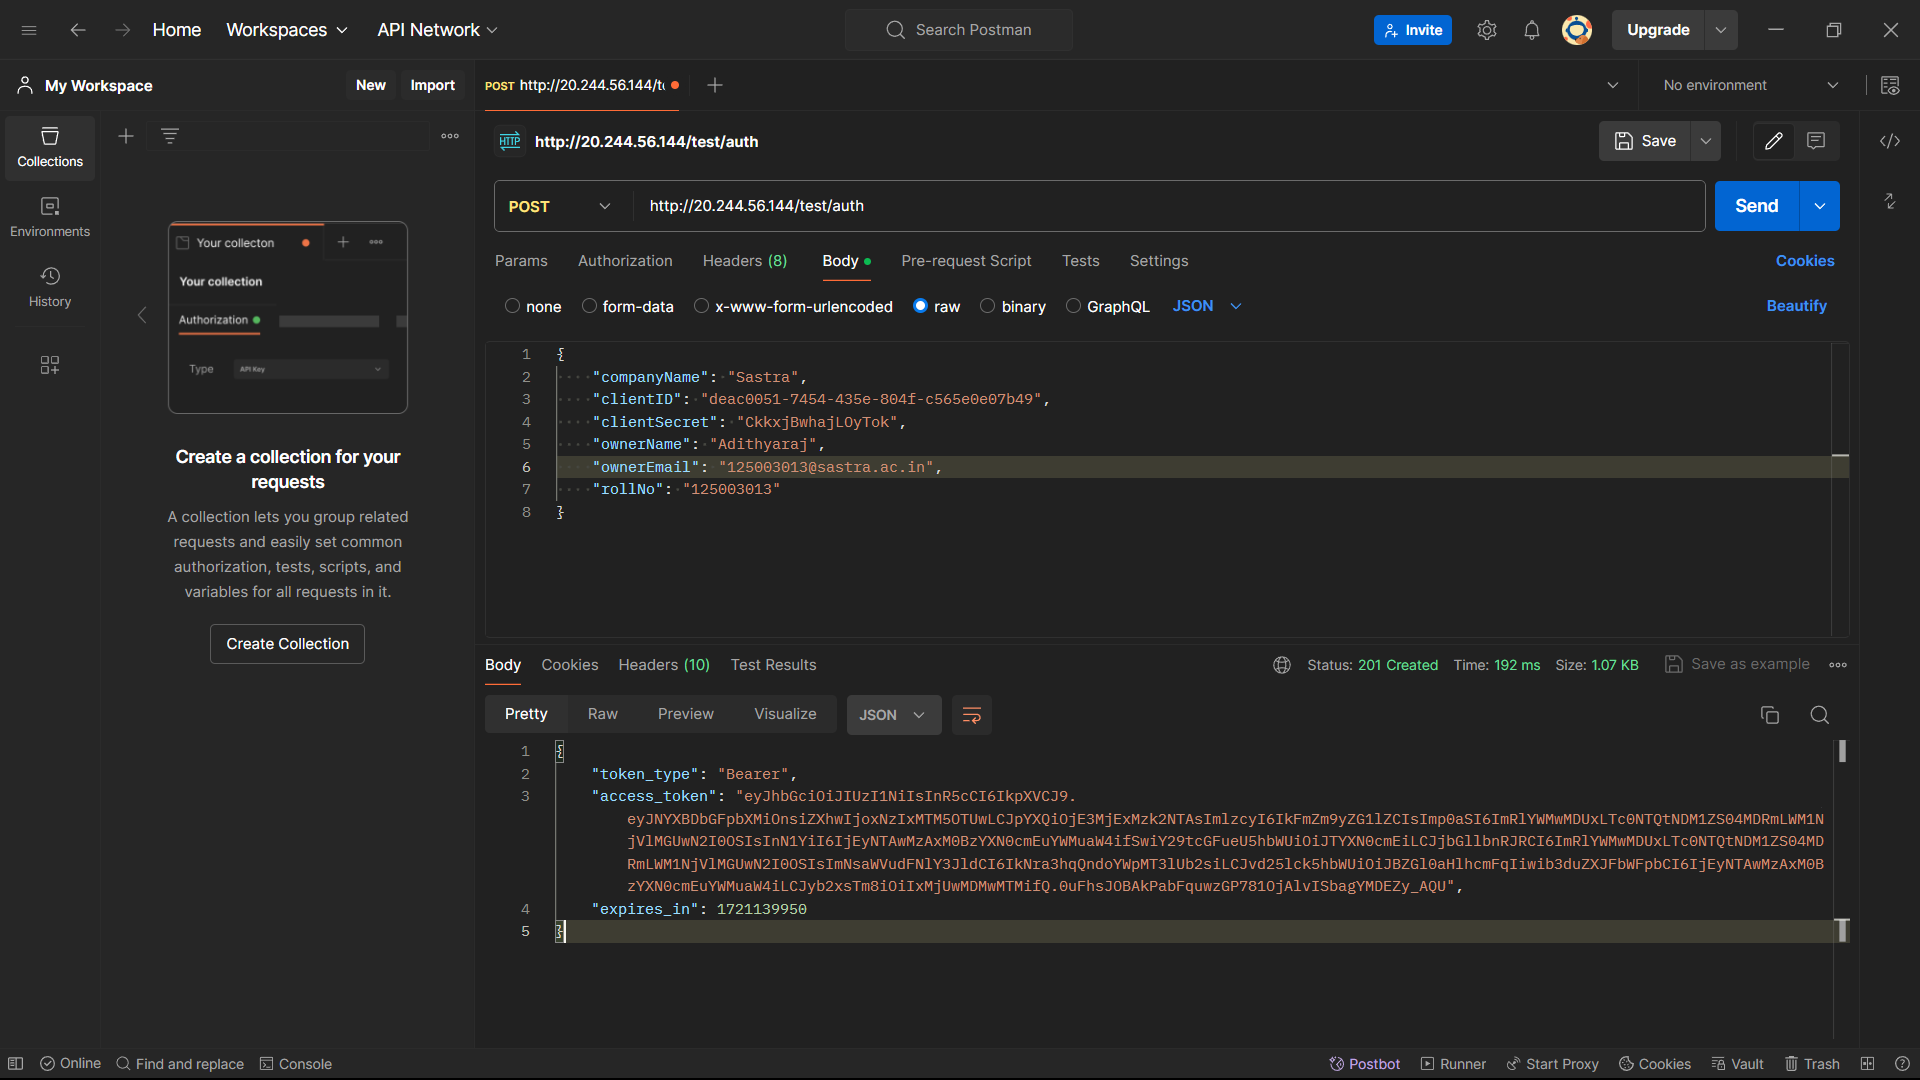 Home Workspaces API Network Search Postman Invite Upgrade
My Workspace New Import POST http://20.244.56.144/t No environment
Collections
Environments
History
Your collecton
Your collection
Authorization
Type API Key
Create a collection for your
requests
A collection lets you group related
requests and easily set common
authorization, tests, scripts, and
variables for all requests in it.
Create Collection
HTTP http://20.244.56.144/test/auth Save
POST http://20.244.56.144/test/auth Send
Params Authorization Headers (8) Body Pre-request Script Tests Settings Cookies
none form-data x-www-form-urlencoded raw binary GraphQL JSON Beautify
1 {
2 "companyName": "Sastra",
3 "clientID": "deac0051-7454-435e-804f-c565e0e07b49",
4 "clientSecret": "CkkxjBwhajLOyTok",
5 "ownerName": "Adithyaraj",
6 "ownerEmail": "125003013@sastra.ac.in",
7 "rollNo": "125003013"
8 }
Body Cookies Headers (10) Test Results Status: 201 Created Time: 192 ms Size: 1.07 KB Save as example
Pretty Raw Preview Visualize JSON
1 {
2 "token_type": "Bearer",
3 "access_token": "eyJhbGciOiJIUzI1NiIsInR5cCI6IkpXVCJ9.
eyJNYXBDbGFpbXMiOnsiZXhwIjoxNzIxMTM5OTUwLCJpYXQiOjE3MjExMzk2NTAsImlzcyI6IkFmZm9yZG1lZCIsImp0aSI6ImRlYWMwMDUxLTc0NTQtNDM1ZS04MDRmLWM1N
jVlMGUwN2I0OSIsInN1YiI6IjEyNTAwMzAxM0BzYXN0cmEuYWMuaW4ifSwiY29tcGFueU5hbWUiOiJTYXN0cmEiLCJjbGllbnRJRCI6ImRlYWMwMDUxLTc0NTQtNDM1ZS04MD
RmLWM1NjVlMGUwN2I0OSIsImNsaWVudFNlY3JldCI6IkNra3hqQndoYWpMT3lUb2siLCJvd25lck5hbWUiOiJBZGl0aHlhcmFqIiwib3duZXJFbWFpbCI6IjEyNTAwMzAxM0B
zYXN0cmEuYWMuaW4iLCJyb2xsTm8iOiIxMjUwMDMwMTMifQ.0uFhsJOBAkPabFquwzGP781OjAlvISbagYMDEZy_AQU",
4 "expires_in": 1721139950
5 }
Online Find and replace Console Postbot Runner Start Proxy Cookies Vault Trash